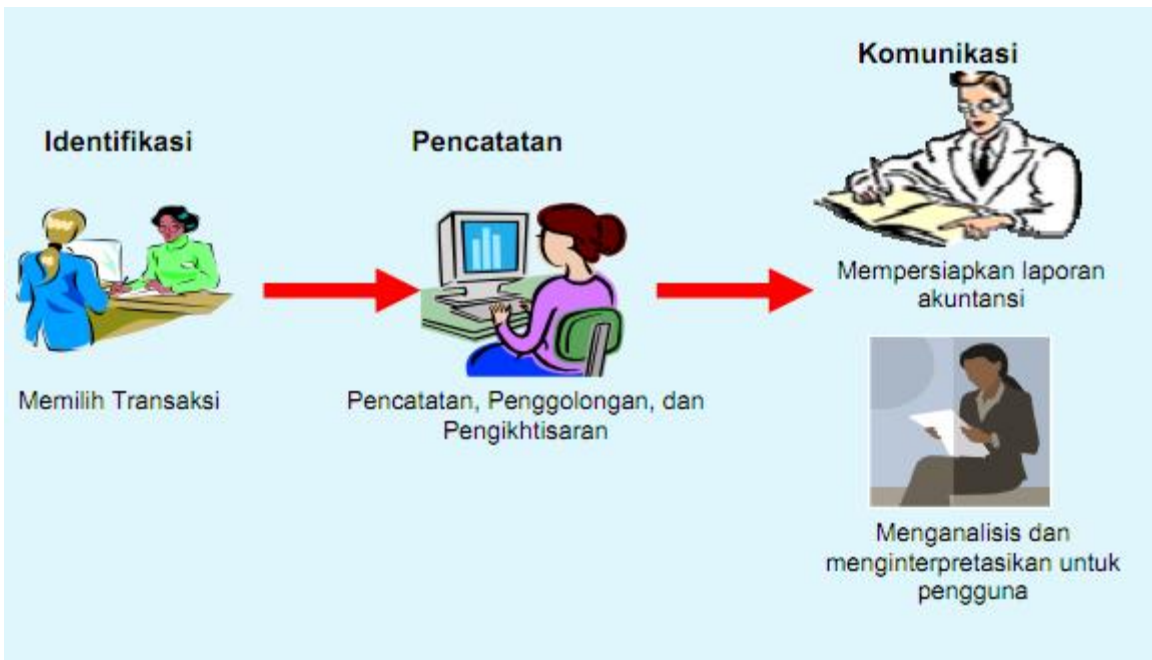 Identifikasi
Memilih Transaksi
Pencatatan
Pencatatan, Penggolongan, dan
Pengikhtisaran
Komunikasi
Mempersiapkan laporan
akuntansi
Menganalisis dan
menginterpretasikan untuk
pengguna